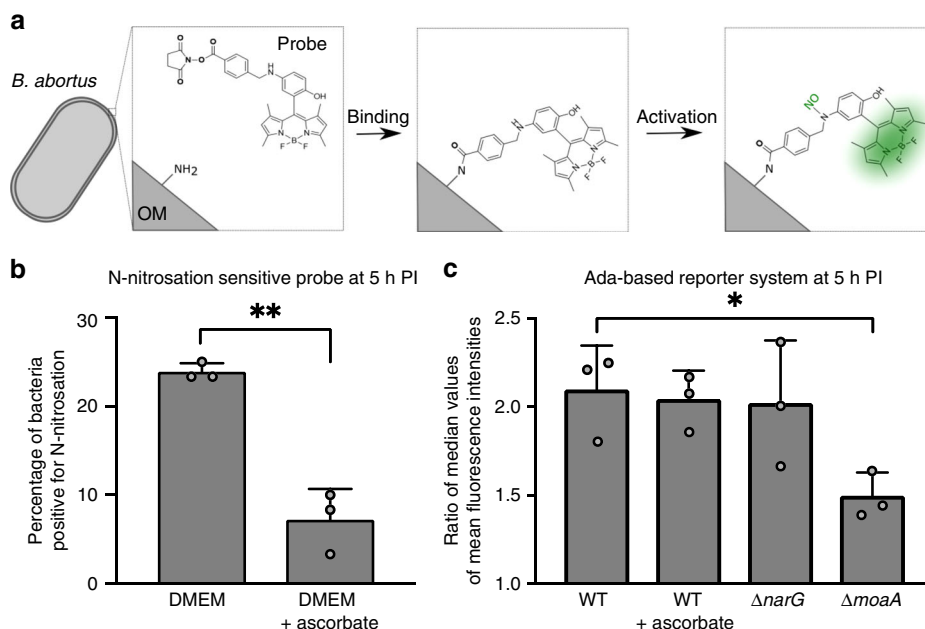 a
B. abortus
Probe
Binding
Activation
NH2
OM
b
N-nitrosation sensitive probe at 5 h PI
**
Percentage of bacteria
positive for N-nitrosation
30
20
10
0
DMEM
DMEM
+ ascorbate
c
Ada-based reporter system at 5 h PI
*
Ratio of median values
of mean fluorescence intensities
2.5
2.0
1.5
1.0
WT
WT
+ ascorbate
ΔnarG
ΔmoaA